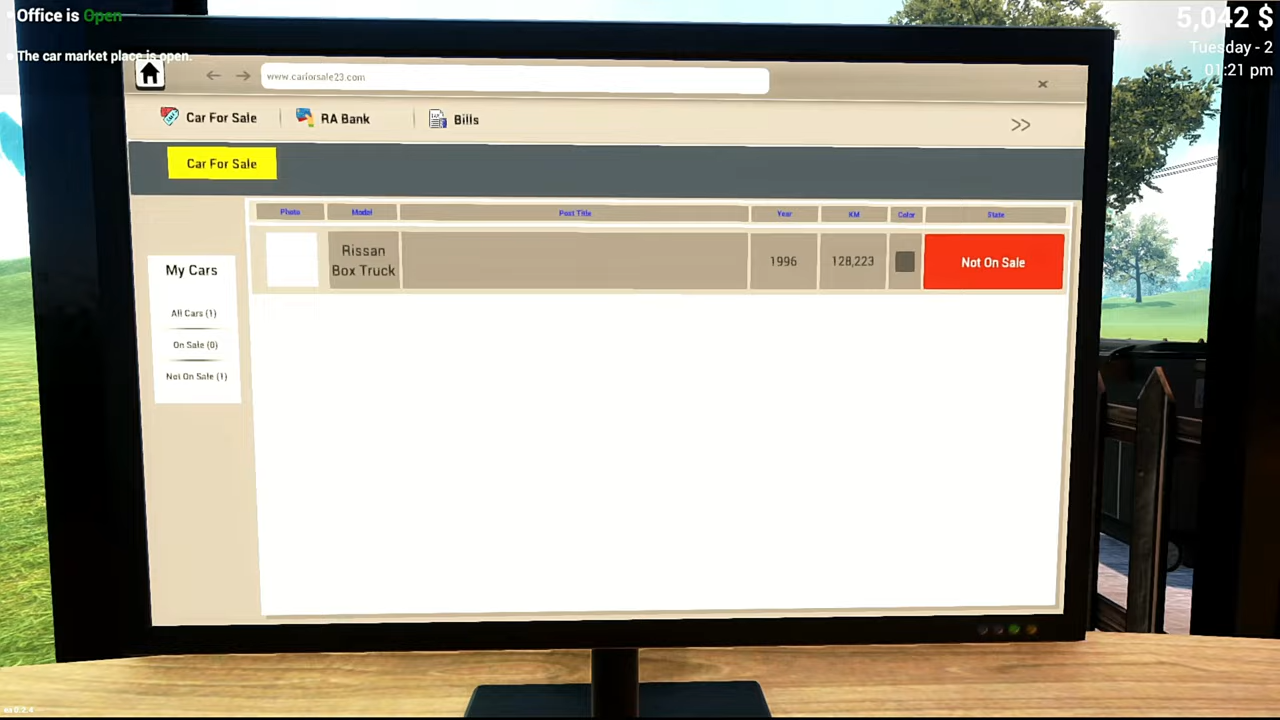 Office is Open
5,042 $
Tuesday - 2
The car market place is open.
01:21 pm
www.carforsale23.com
Car For Sale
RA Bank
Bills
>>
Car For Sale
Photo Model Post Title Year KM Color State
Rissan
Box Truck
1996 128,223 Not On Sale
My Cars
All Cars (1)
On Sale (0)
Not On Sale (1)